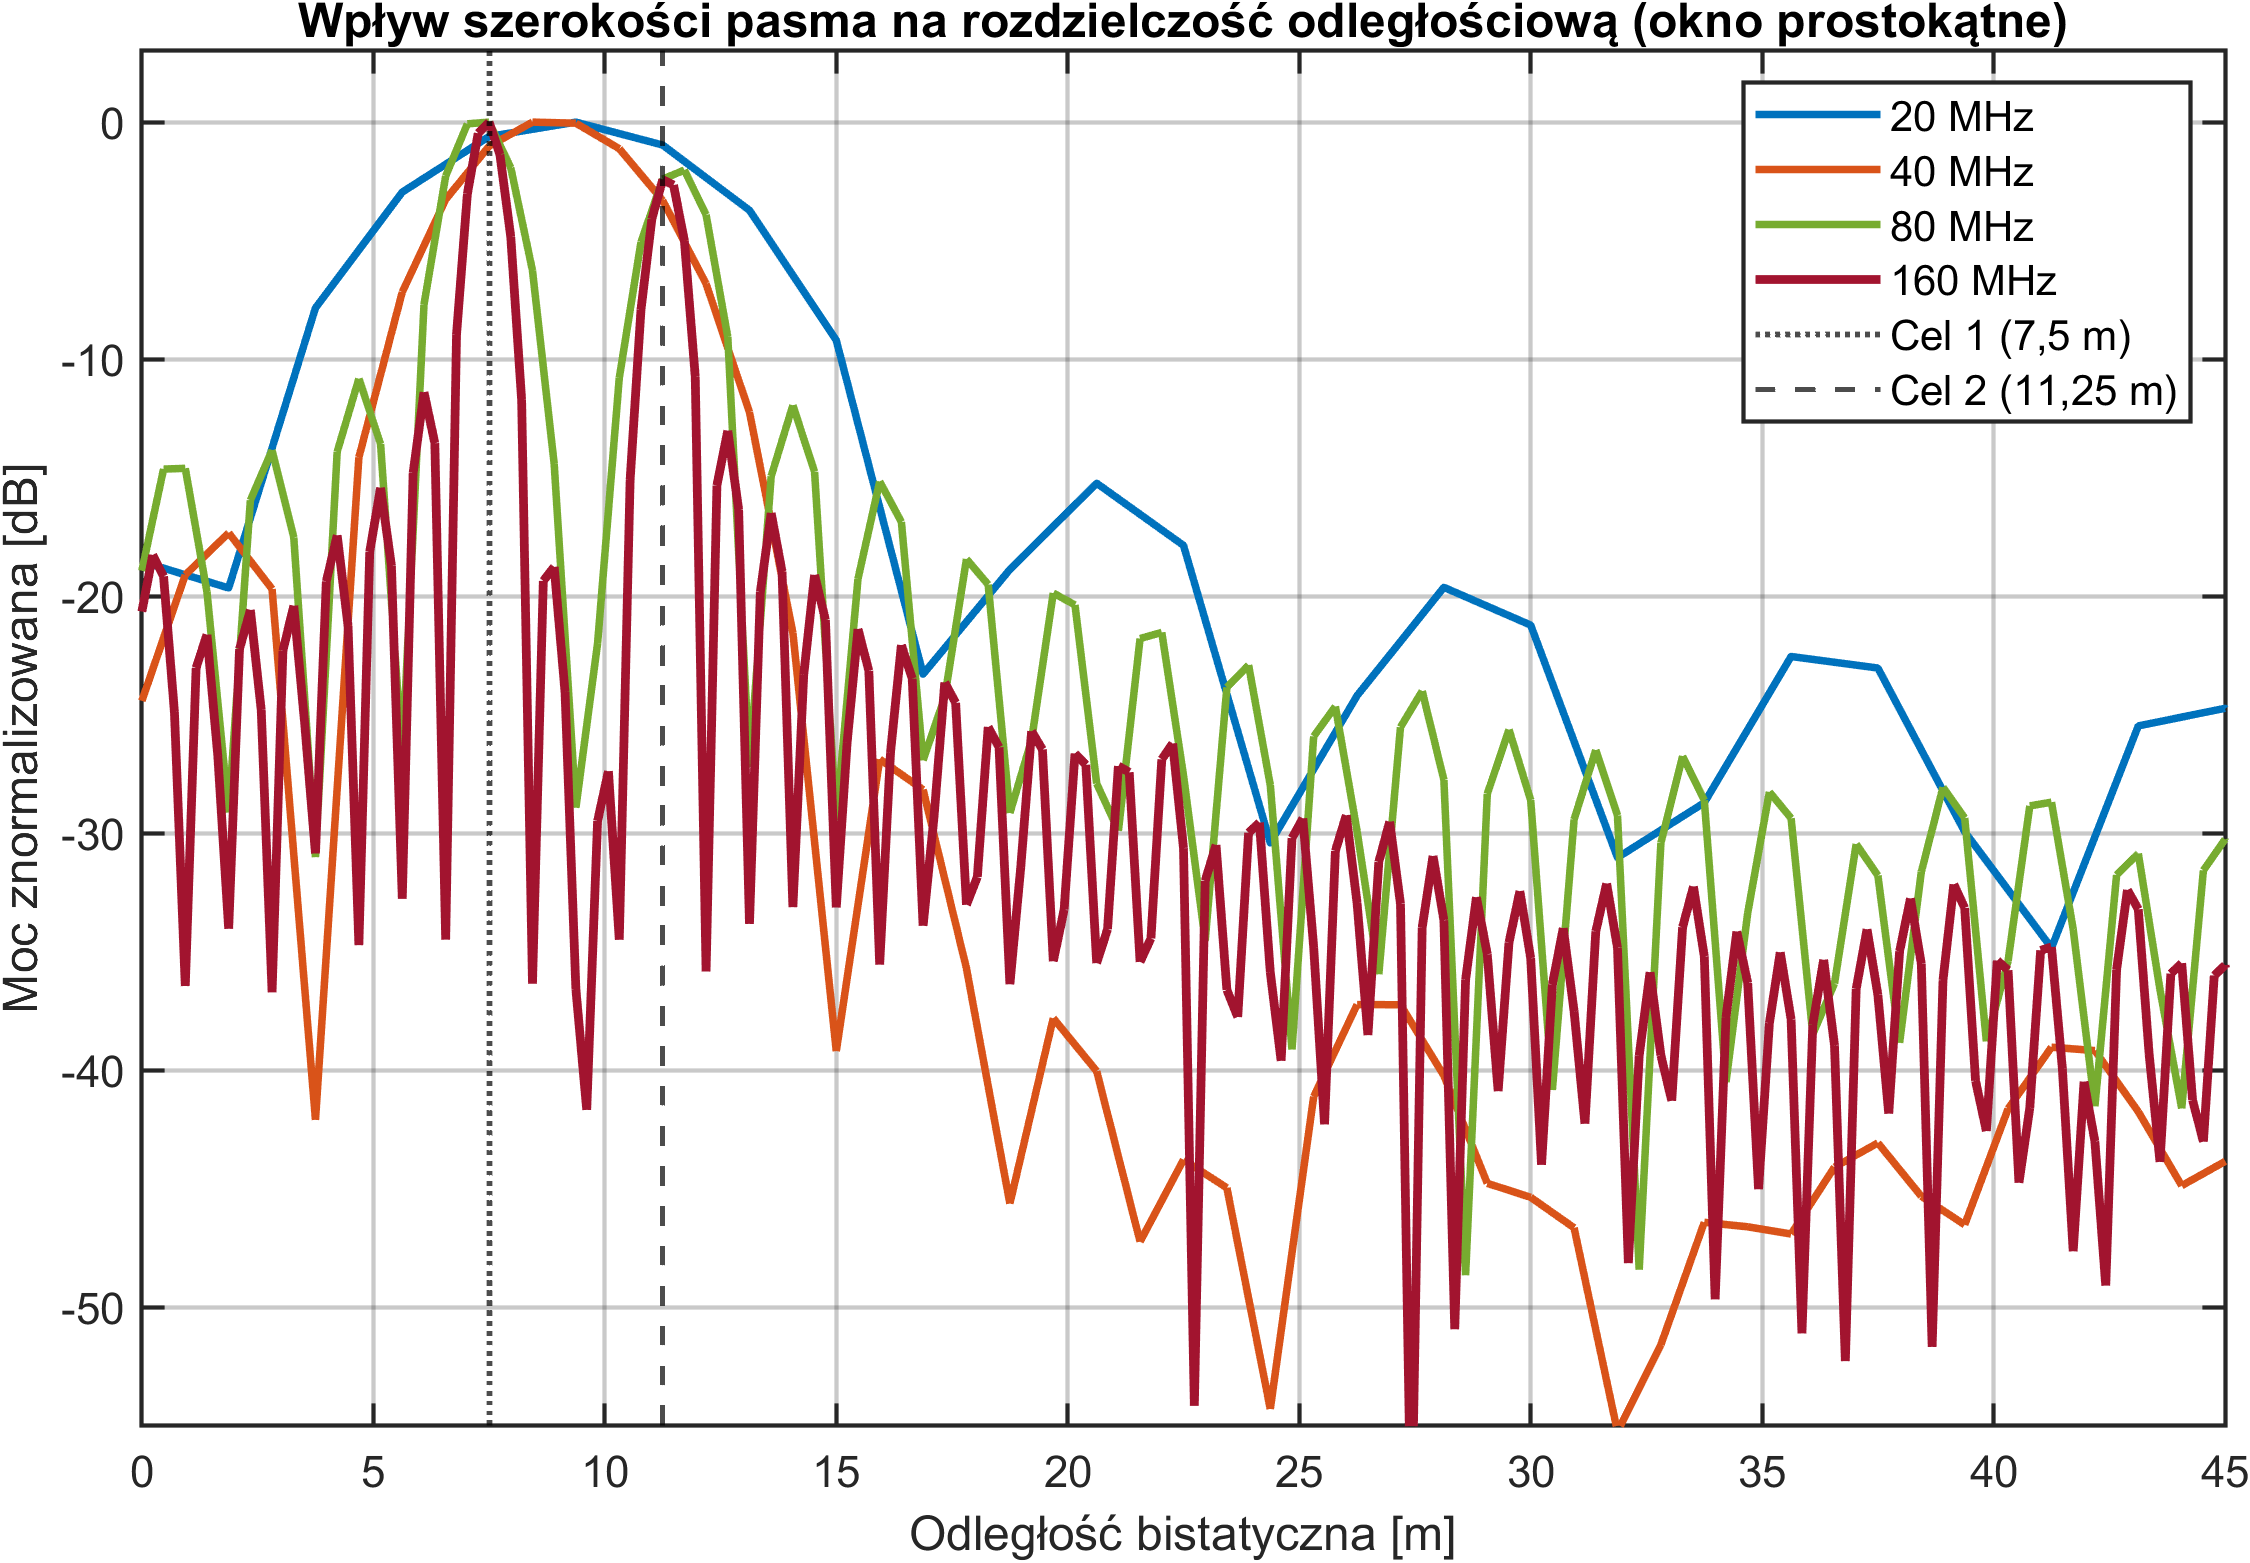 Wpływ szerokości pasma na rozdzielczość odległościową (okno prostokątne)
Moc znormalizowana [dB]
0
-10
-20
-30
-40
-50
20 MHz
40 MHz
80 MHz
160 MHz
Cel 1 (7,5 m)
Cel 2 (11,25 m)
0 5 10 15 20 25 30 35 40 45
Odległość bistatyczna [m]